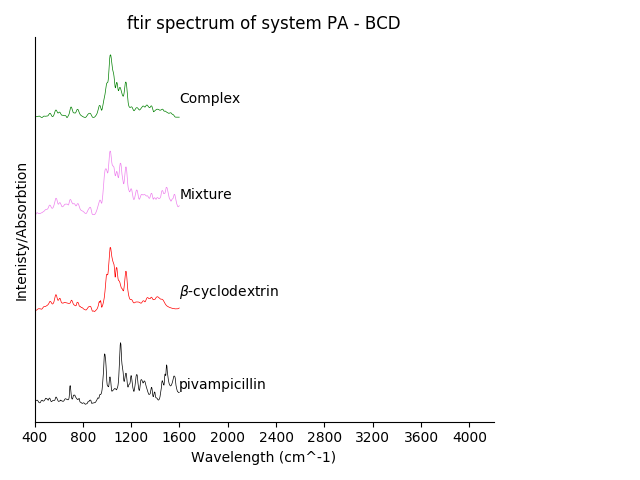 ftir spectrum of system PA - BCD
Intenisty/Absorbtion
Complex
Mixture
β-cyclodextrin
pivampicillin
400 800 1200 1600 2000 2400 2800 3200 3600 4000
Wavelength (cm^-1)